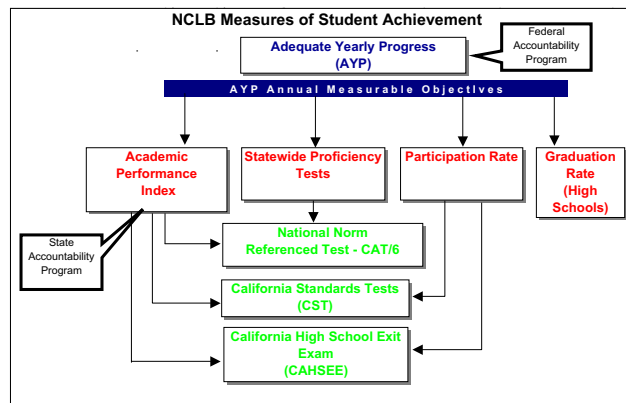 NCLB Measures of Student Achievement
Adequate Yearly Progress
(AYP)
Federal
Accountability
Program
AYP Annual Measurable Objectives
Academic
Performance
Index
Statewide Proficiency
Tests
Participation Rate
Graduation
Rate
(High
Schools)
State
Accountability
Program
National Norm
Referenced Test - CAT/6
California Standards Tests
(CST)
California High School Exit
Exam
(CAHSEE)